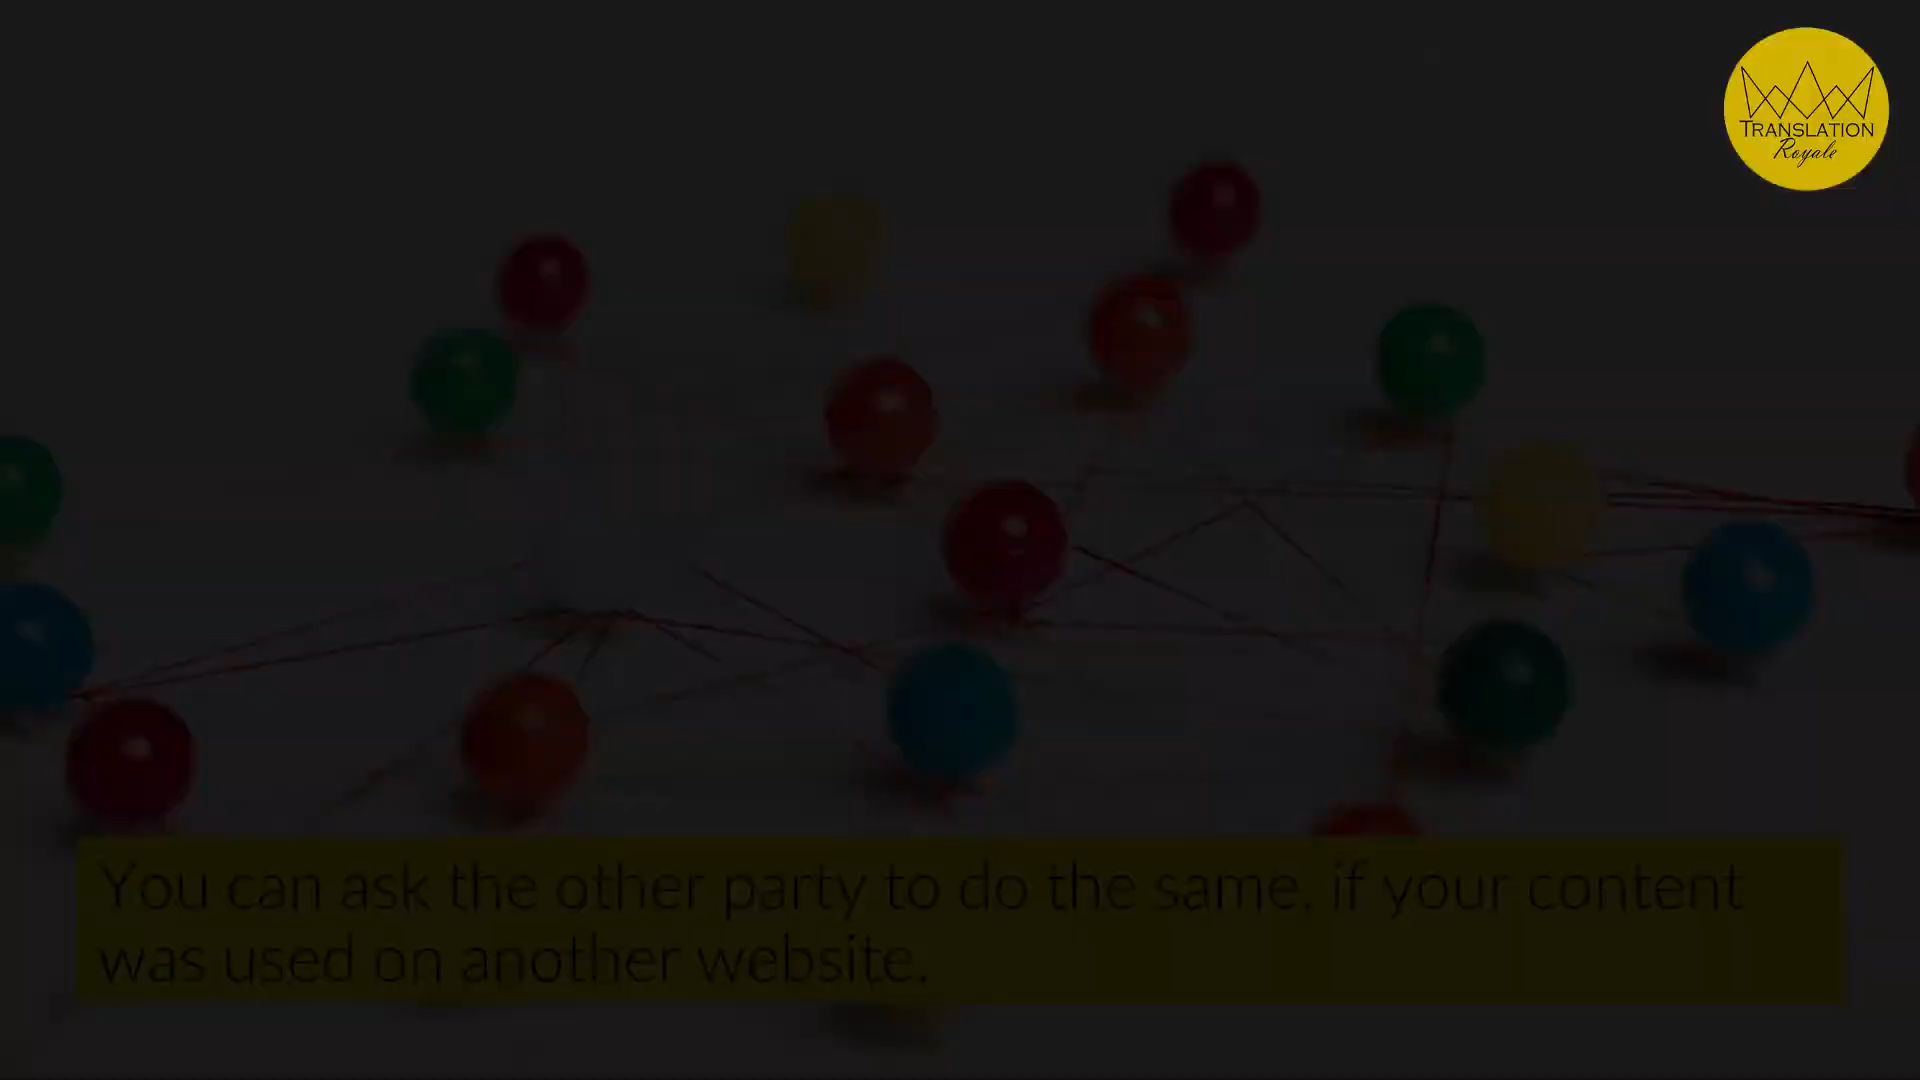 TRANSLATION
Royale
You can ask the other party to do the same, if your content
was used on another website.